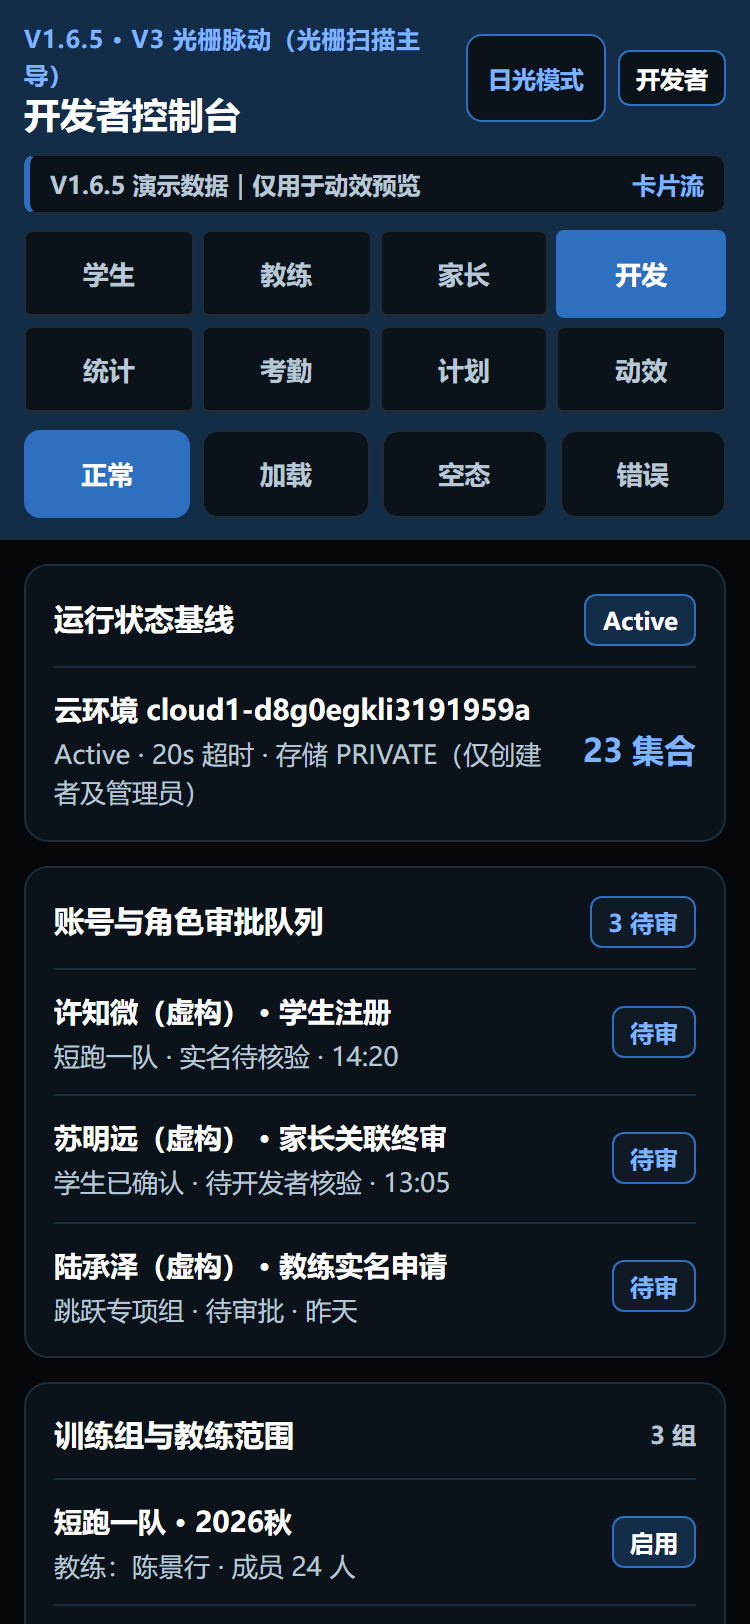 V1.6.5 • V3 光栅脉动（光栅扫描主
导）
开发者控制台
日光模式
开发者
V1.6.5 演示数据 | 仅用于动效预览
卡片流
学生
教练
家长
开发
统计
考勤
计划
动效
正常
加载
空态
错误
运行状态基线
Active
云环境 cloud1-d8g0egkli3191959a
Active · 20s 超时 · 存储 PRIVATE（仅创建
者及管理员）
23 集合
账号与角色审批队列
3 待审
许知微（虚构） • 学生注册
短跑一队 · 实名待核验 · 14:20
待审
苏明远（虚构） • 家长关联终审
学生已确认 · 待开发者核验 · 13:05
待审
陆承泽（虚构） • 教练实名申请
跳跃专项组 · 待审批 · 昨天
待审
训练组与教练范围
3 组
短跑一队 • 2026秋
教练：陈景行 · 成员 24 人
启用